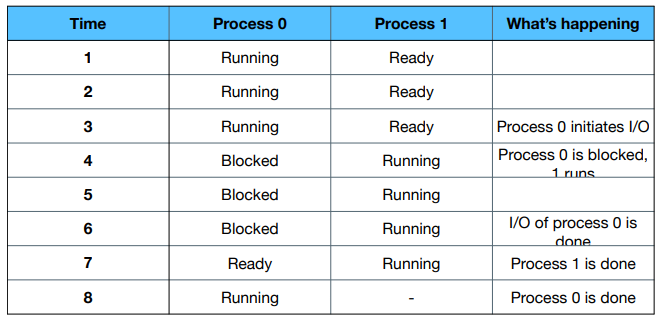 Time Process 0 Process 1 What's happening
1 Running Ready
2 Running Ready
3 Running Ready Process 0 initiates I/O
4 Blocked Running Process 0 is blocked,
1 runs
5 Blocked Running
6 Blocked Running I/O of process 0 is
done
7 Ready Running Process 1 is done
8 Running - Process 0 is done